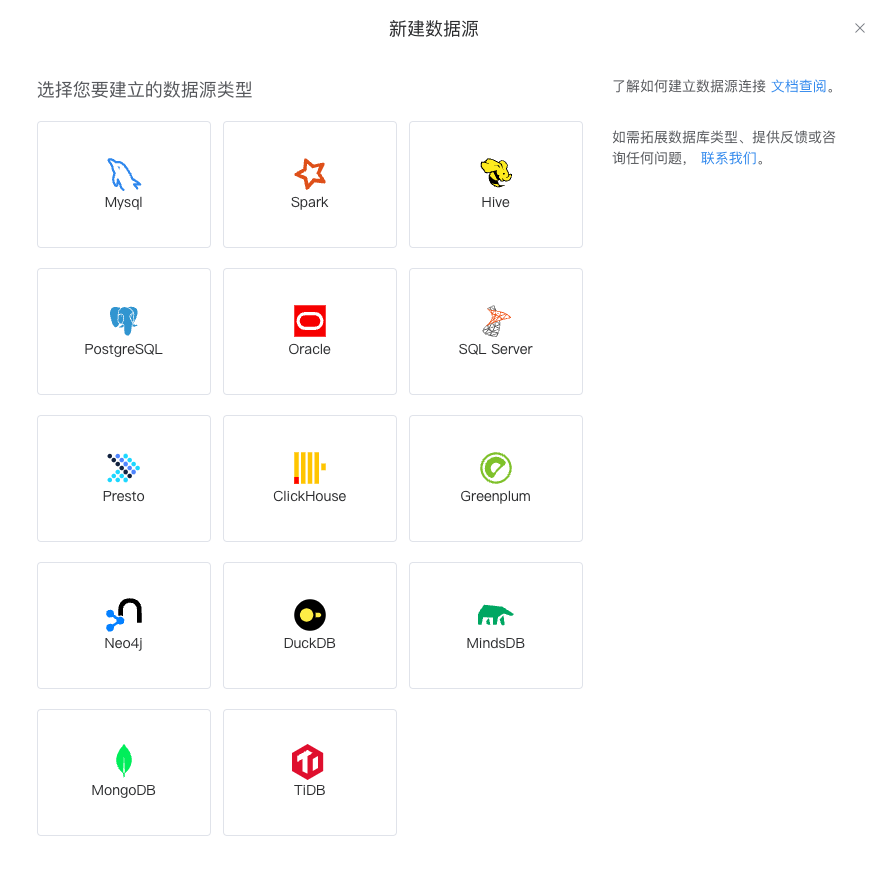 新建数据源
选择您要建立的数据源类型
了解如何建立数据源连接 文档查阅。
如需拓展数据库类型、提供反馈或咨
询任何问题， 联系我们。
Mysql
Spark
Hive
PostgreSQL
Oracle
SQL Server
Presto
ClickHouse
Greenplum
Neo4j
DuckDB
MindsDB
MongoDB
TiDB